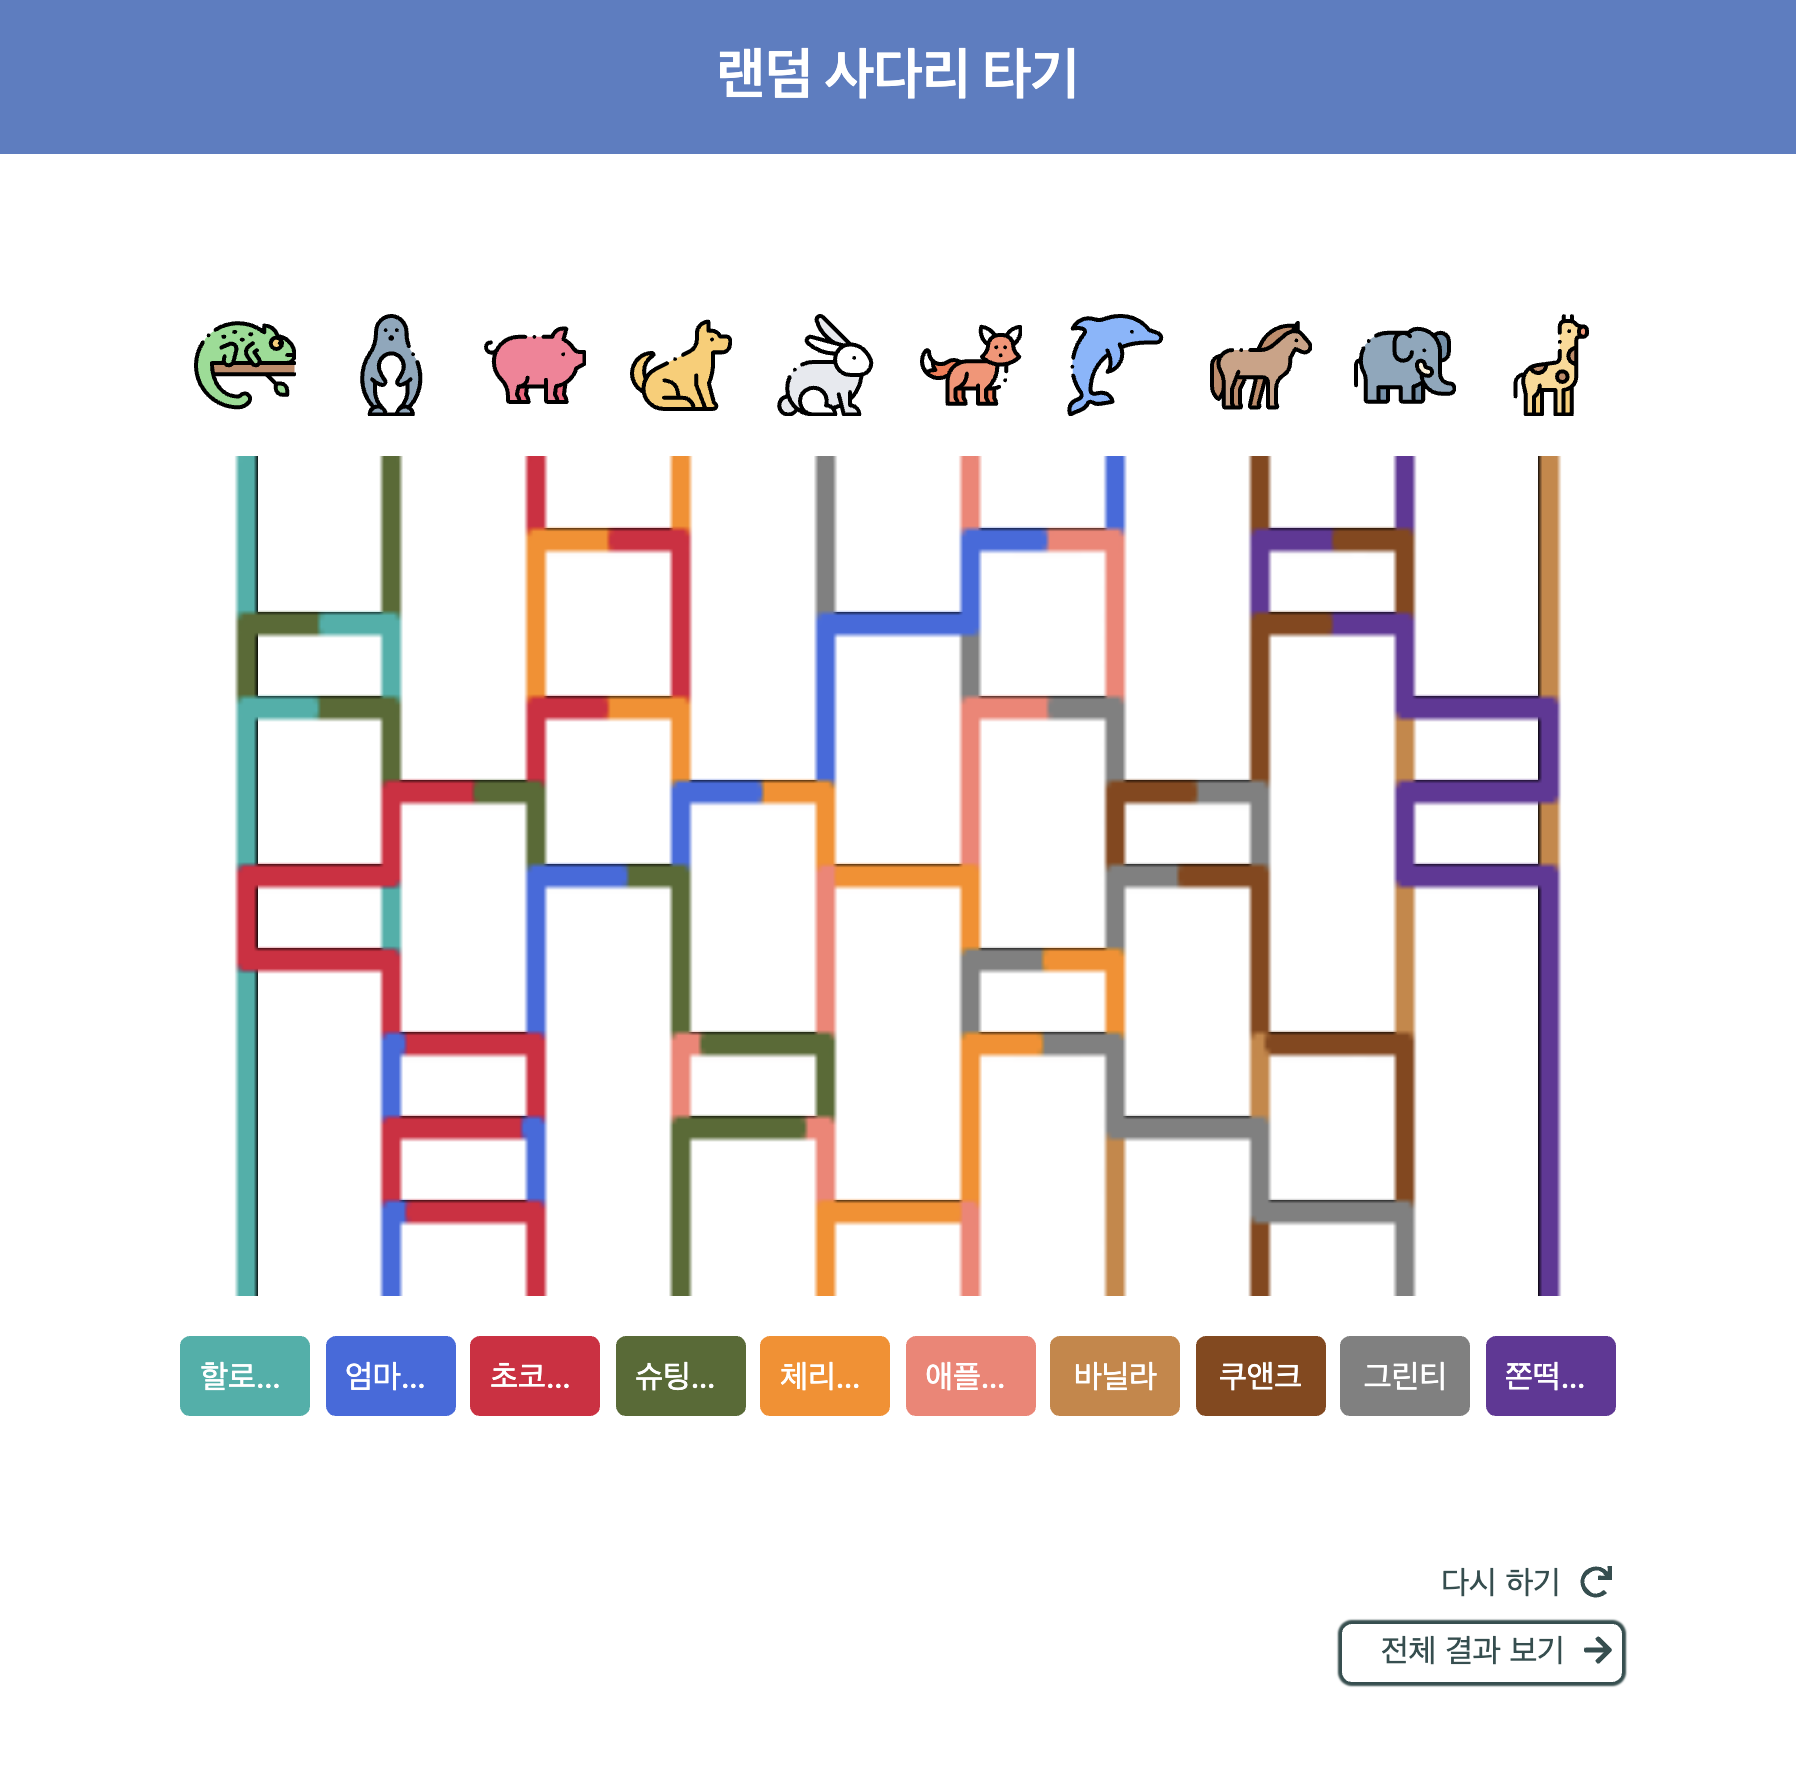 랜덤 사다리 타기
할로...
엄마...
초코...
슈팅...
체리...
애플...
바닐라
쿠앤크
그린티
쫀떡...
다시 하기
전체 결과 보기